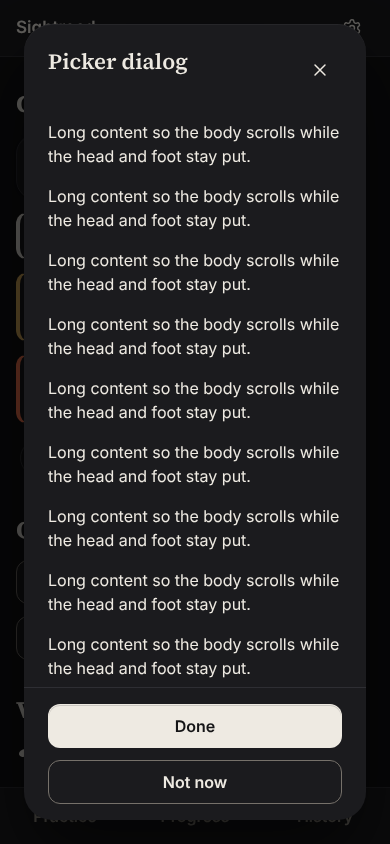 Picker dialog
Long content so the body scrolls while
the head and foot stay put.
Long content so the body scrolls while
the head and foot stay put.
Long content so the body scrolls while
the head and foot stay put.
Long content so the body scrolls while
the head and foot stay put.
Long content so the body scrolls while
the head and foot stay put.
Long content so the body scrolls while
the head and foot stay put.
Long content so the body scrolls while
the head and foot stay put.
Long content so the body scrolls while
the head and foot stay put.
Long content so the body scrolls while
the head and foot stay put.
Done
Not now
Practise Progress History